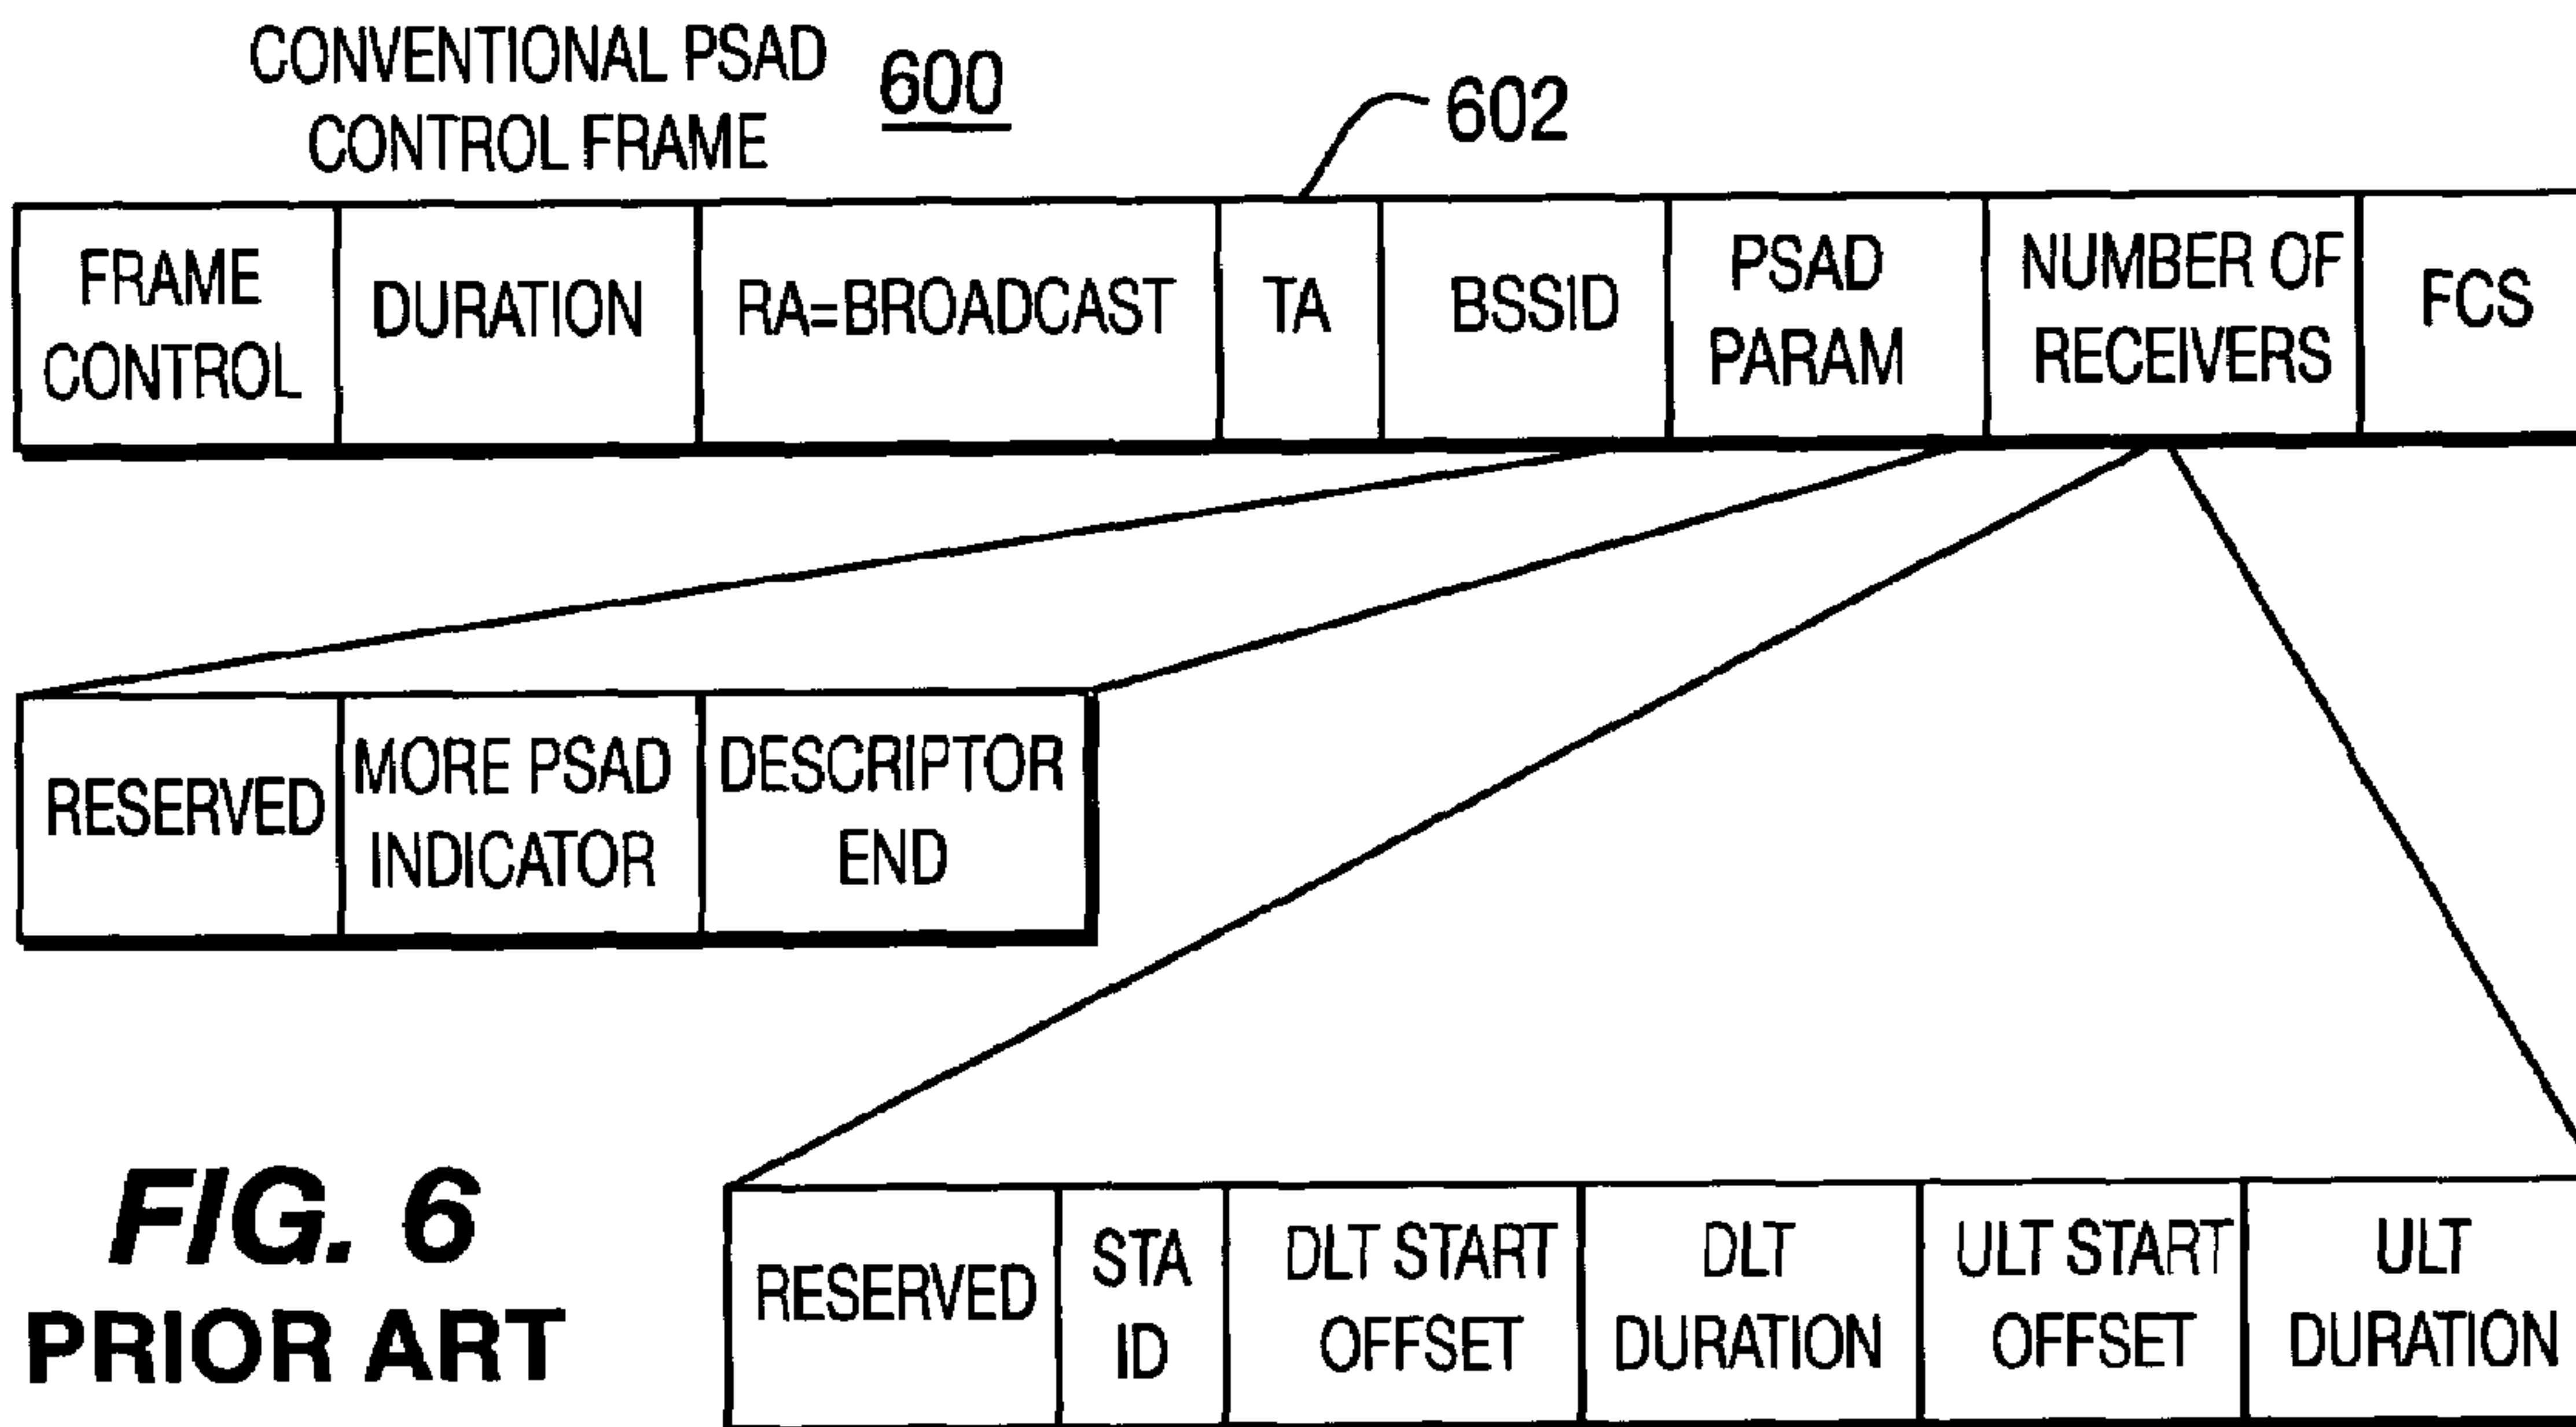 CONVENTIONAL PSAD
CONTROL FRAME
600
602
FRAME
CONTROL
DURATION
RA=BROADCAST
TA
BSSID
PSAD
PARAM
NUMBER OF
RECEIVERS
FCS
RESERVED
MORE PSAD
INDICATOR
DESCRIPTOR
END
RESERVED
STA
ID
DLT START
OFFSET
DLT
DURATION
ULT START
OFFSET
ULT
DURATION
FIG. 6
PRIOR ART